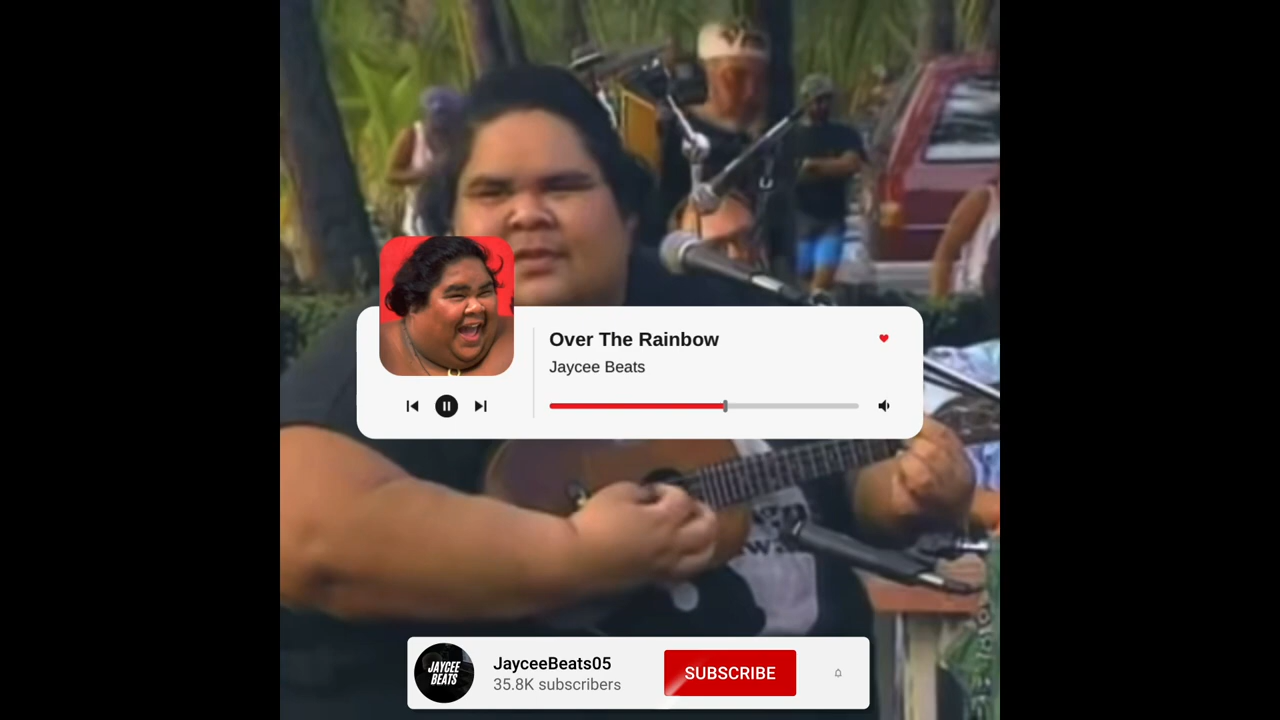 Over The Rainbow
Jaycee Beats
JAYCEE
BEATS
JayceeBeats05
35.8K subscribers
SUBSCRIBE